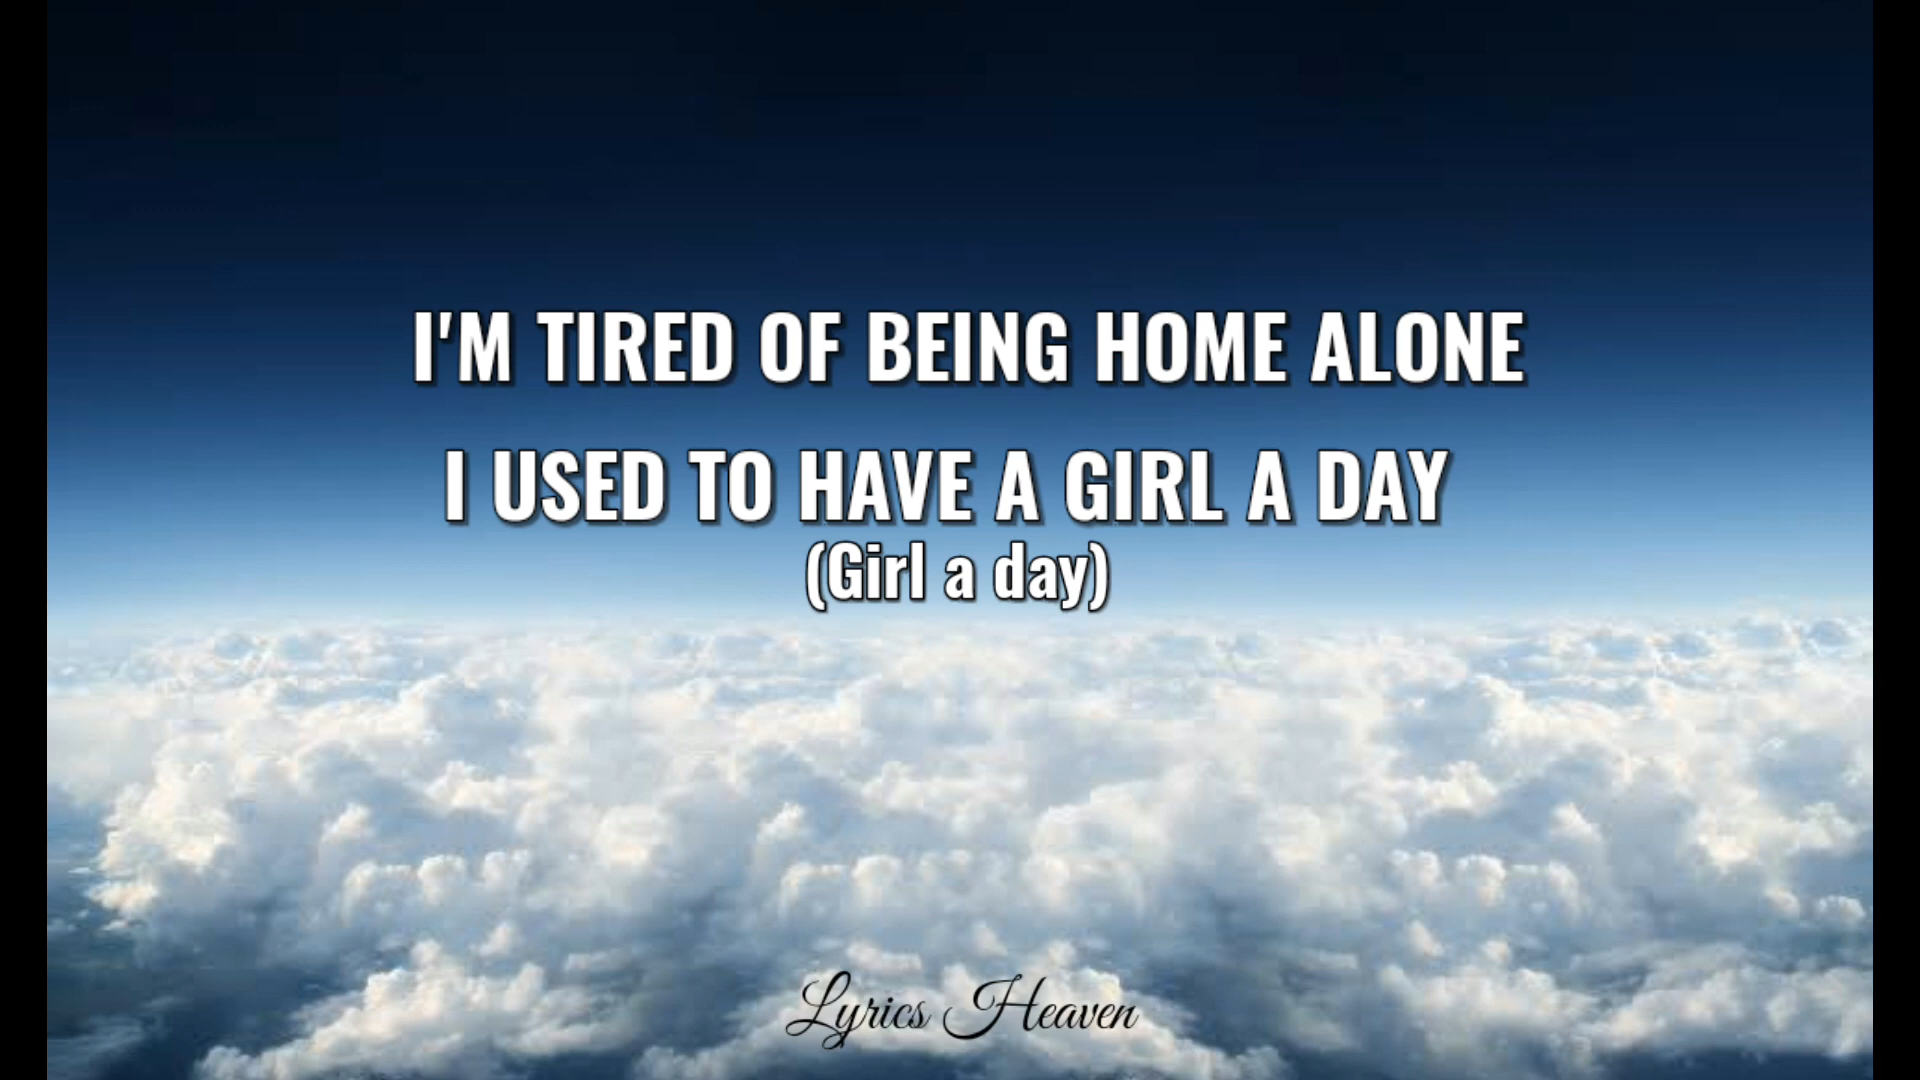 I'M TIRED OF BEING HOME ALONE
I USED TO HAVE A GIRL A DAY
(Girl a day)
Lyrics Heaven